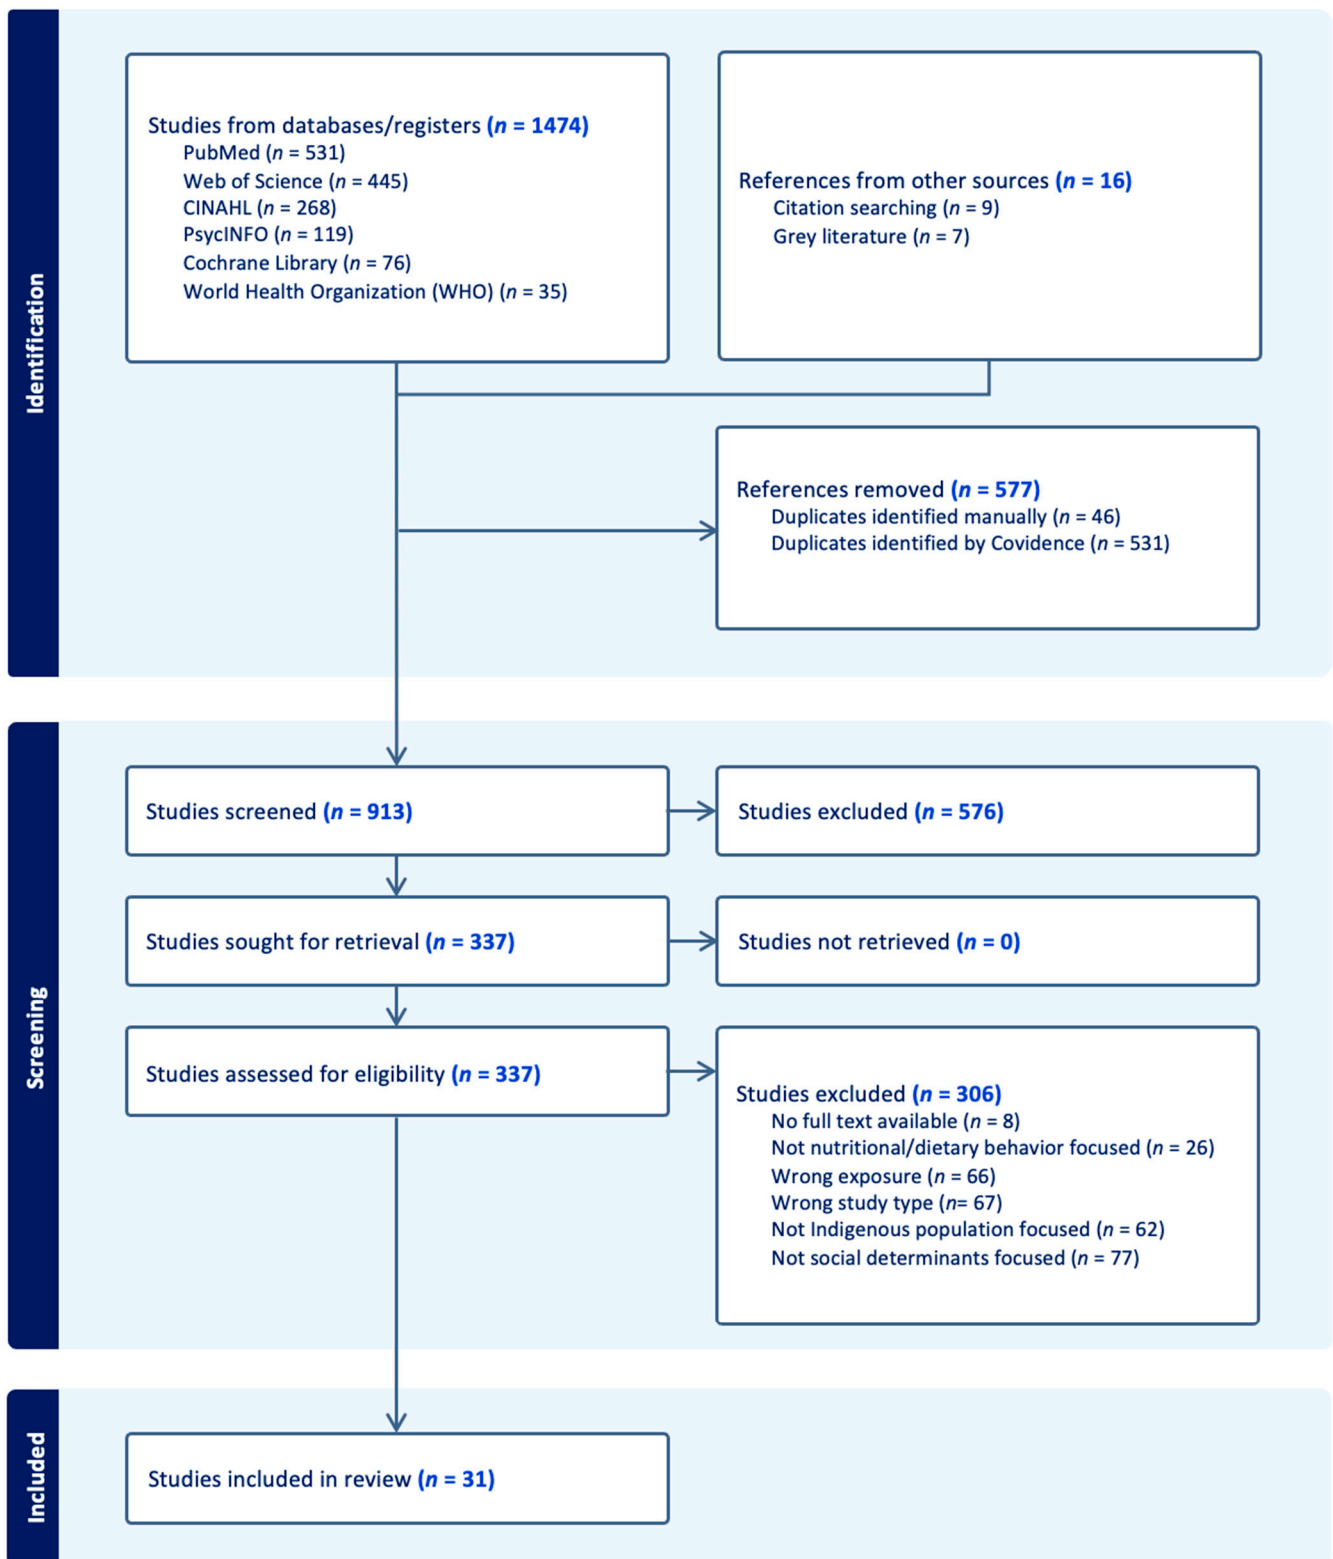 Identification
Studies from databases/registers (n = 1474)
PubMed (n = 531)
Web of Science (n = 445)
CINAHL (n = 268)
PsycINFO (n = 119)
Cochrane Library (n = 76)
World Health Organization (WHO) (n = 35)
References from other sources (n = 16)
Citation searching (n = 9)
Grey literature (n = 7)
References removed (n = 577)
Duplicates identified manually (n = 46)
Duplicates identified by Covidence (n = 531)
Screening
Studies screened (n = 913)
Studies excluded (n = 576)
Studies sought for retrieval (n = 337)
Studies not retrieved (n = 0)
Studies assessed for eligibility (n = 337)
Studies excluded (n = 306)
No full text available (n = 8)
Not nutritional/dietary behavior focused (n = 26)
Wrong exposure (n = 66)
Wrong study type (n= 67)
Not Indigenous population focused (n = 62)
Not social determinants focused (n = 77)
Included
Studies included in review (n = 31)